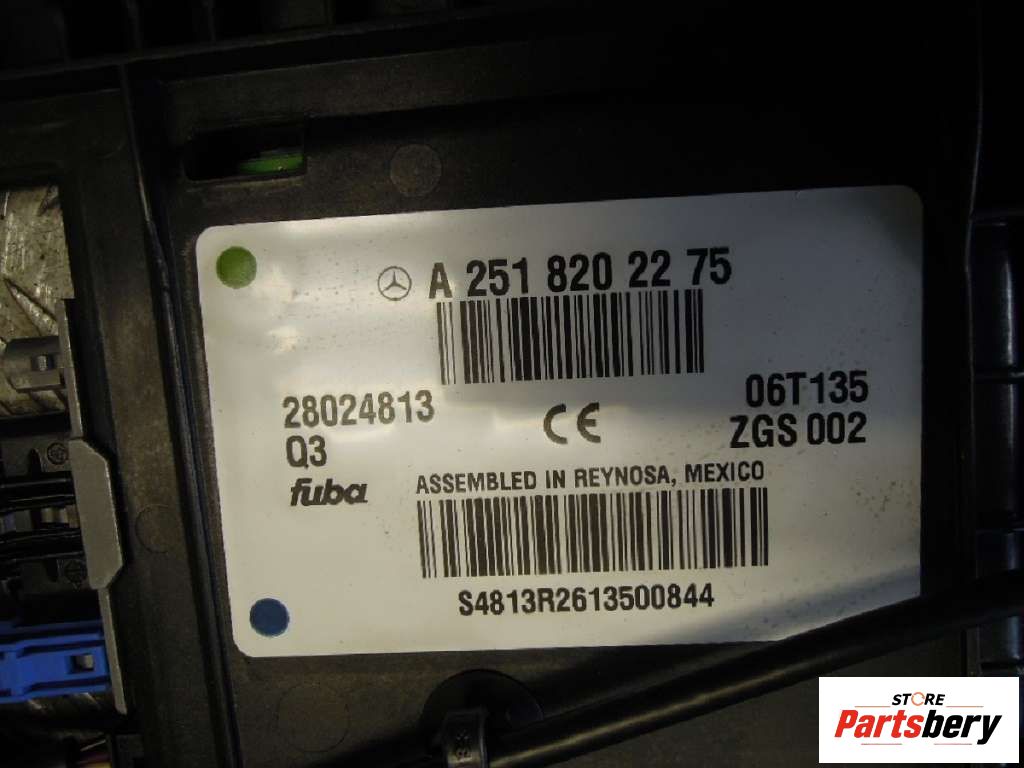 A 251 820 22 75
28024813
06T135
Q3
CE
ZGS 002
fuba
ASSEMBLED IN REYNOSA, MEXICO
S4813R2613500844
STORE
Partsbery